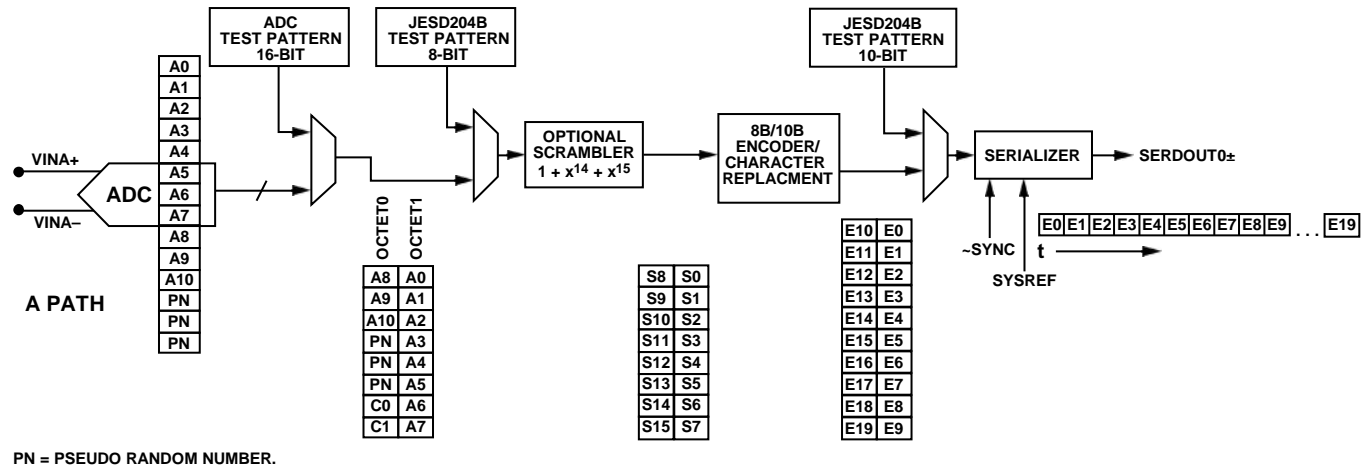 ADC
TEST PATTERN
16-BIT
JESD204B
TEST PATTERN
8-BIT
JESD204B
TEST PATTERN
10-BIT
VINA+
VINA–
ADC
A PATH
A0
A1
A2
A3
A4
A5
A6
A7
A8
A9
A10
PN
PN
PN
OCTET0 OCTET1
A8 A0
A9 A1
A10 A2
PN A3
PN A4
PN A5
C0 A6
C1 A7
OPTIONAL
SCRAMBLER
1 + x14 + x15
S8 S0
S9 S1
S10 S2
S11 S3
S12 S4
S13 S5
S14 S6
S15 S7
8B/10B
ENCODER/
CHARACTER
REPLACMENT
E10 E0
E11 E1
E12 E2
E13 E3
E14 E4
E15 E5
E16 E6
E17 E7
E18 E8
E19 E9
SERIALIZER
SERDOUT0±
~SYNC
SYSREF
E0 E1 E2 E3 E4 E5 E6 E7 E8 E9 . . . E19
t
PN = PSEUDO RANDOM NUMBER.